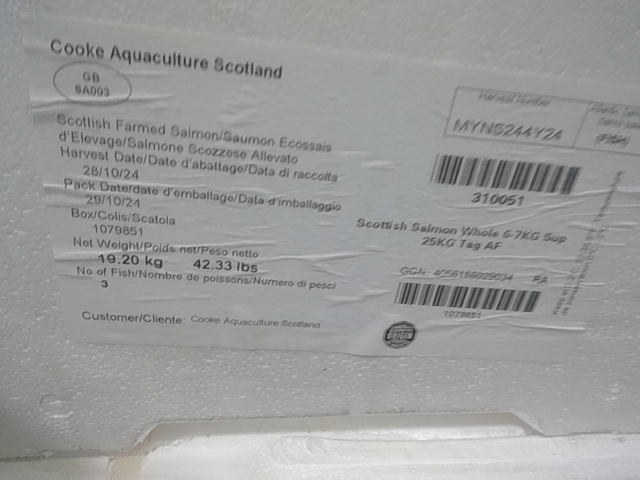 Cooke Aquaculture Scotland
GB
SA003
Scottish Farmed Salmon/Saumon Ecossais
d'Elevage/Salmone Scozzese Allevato
Harvest Date/Date d'abattage/Data di raccolta
28/10/24
Pack Date/date d'emballage/Data d'imballaggio
29/10/24
Box/Colis/Scatola
1079851
Net Weight/Poids net/Peso netto
19.20 kg 42.33 lbs
No of Fish/Nombre de poissons/Numero di pesci
3
Customer/Cliente: Cooke Aquaculture Scotland
Harvest Number
MYNS244Y24
310051
Scottish Salmon Whole 6-7KG Sup
25KG Tag AF
GGN
PA
1079851